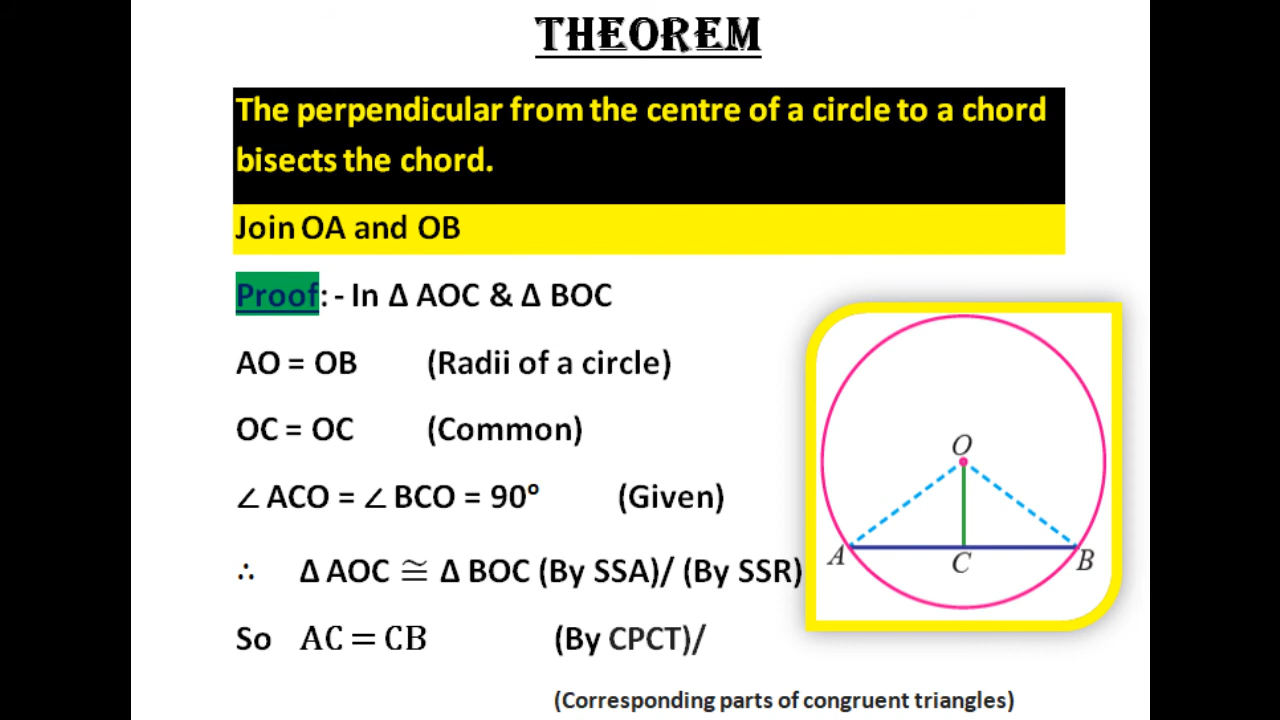 THEOREM
The perpendicular from the centre of a circle to a chord
bisects the chord.
Join OA and OB
Proof: - In Δ AOC & Δ BOC
AO = OB (Radii of a circle)
OC = OC (Common)
∠ ACO = ∠ BCO = 90° (Given)
∴ Δ AOC ≅ Δ BOC (By SSA)/ (By SSR)
So AC = CB (By CPCT)/
(Corresponding parts of congruent triangles)
O
A
C
B